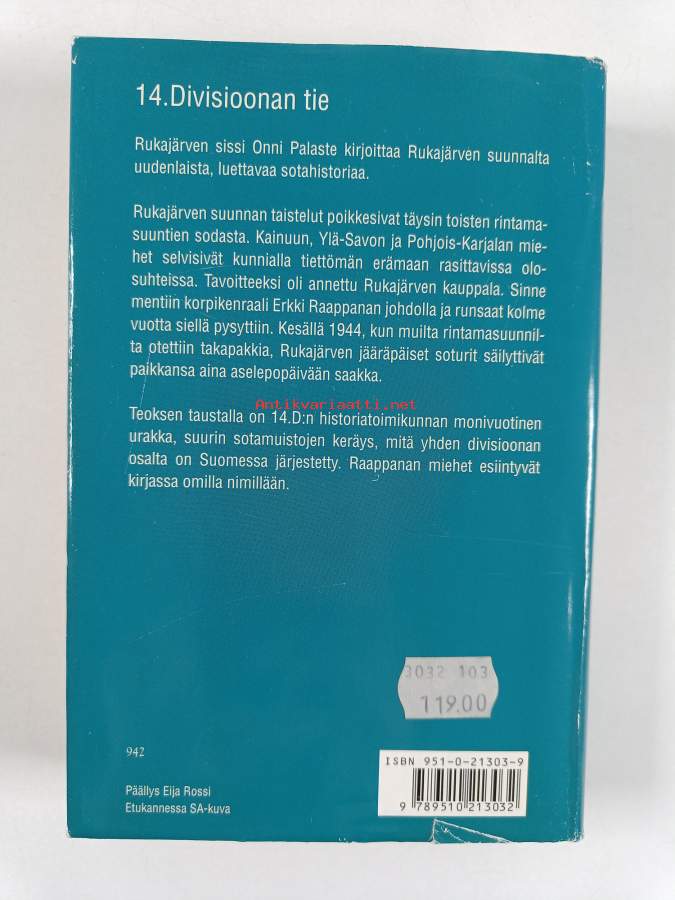 14.Divisioonan tie
Rukajärven sissi Onni Palaste kirjoittaa Rukajärven suunnalta
uudenlaista, luettavaa sotahistoriaa.
Rukajärven suunnan taistelut poikkesivat täysin toisten rintama-
suuntien sodasta. Kainuun, Ylä-Savon ja Pohjois-Karjalan mie-
het selvisivät kunnialla tiettömän erämaan rasittavissa olo-
suhteissa. Tavoitteeksi oli annettu Rukajärven kauppala. Sinne
mentiin korpikenraali Erkki Raappanan johdolla ja runsaat kolme
vuotta siellä pysyttiin. Kesällä 1944, kun muilta rintamasuunnil-
ta otettiin takapakkia, Rukajärven jääräpäiset soturit säilyttivät
paikkansa aina aselepopäivään saakka.
Antikvariaatti.net
Teoksen taustalla on 14.D:n historiatoimikunnan monivuotinen
urakka, suurin sotamuistojen keräys, mitä yhden divisioonan
osalta on Suomessa järjestetty. Raappanan miehet esiintyvät
kirjassa omilla nimillään.
3032 103
119.00
942
Päällys Eija Rossi
Etukannessa SA-kuva
ISBN 951-0-21303-9
9 789510 213032